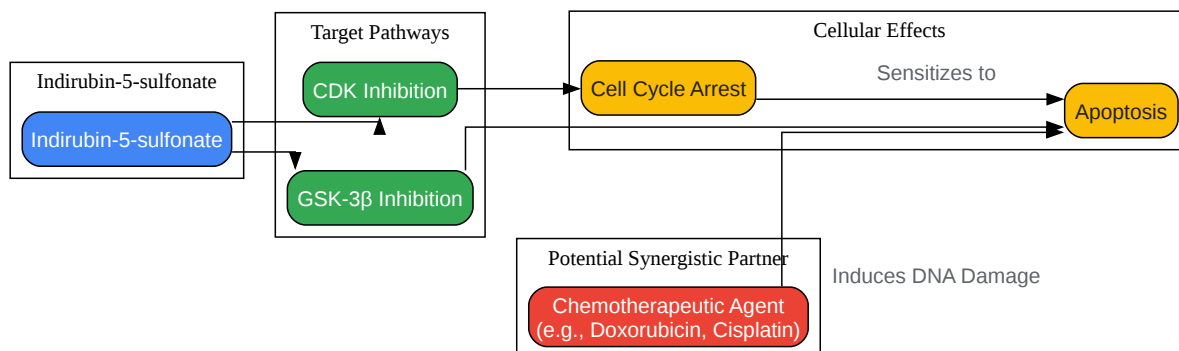 Indirubin-5-sulfonate
Indirubin-5-sulfonate
Target Pathways
CDK Inhibition
GSK-3β Inhibition
Cellular Effects
Cell Cycle Arrest
Sensitizes to
Apoptosis
Potential Synergistic Partner
Chemotherapeutic Agent
(e.g., Doxorubicin, Cisplatin)
Induces DNA Damage